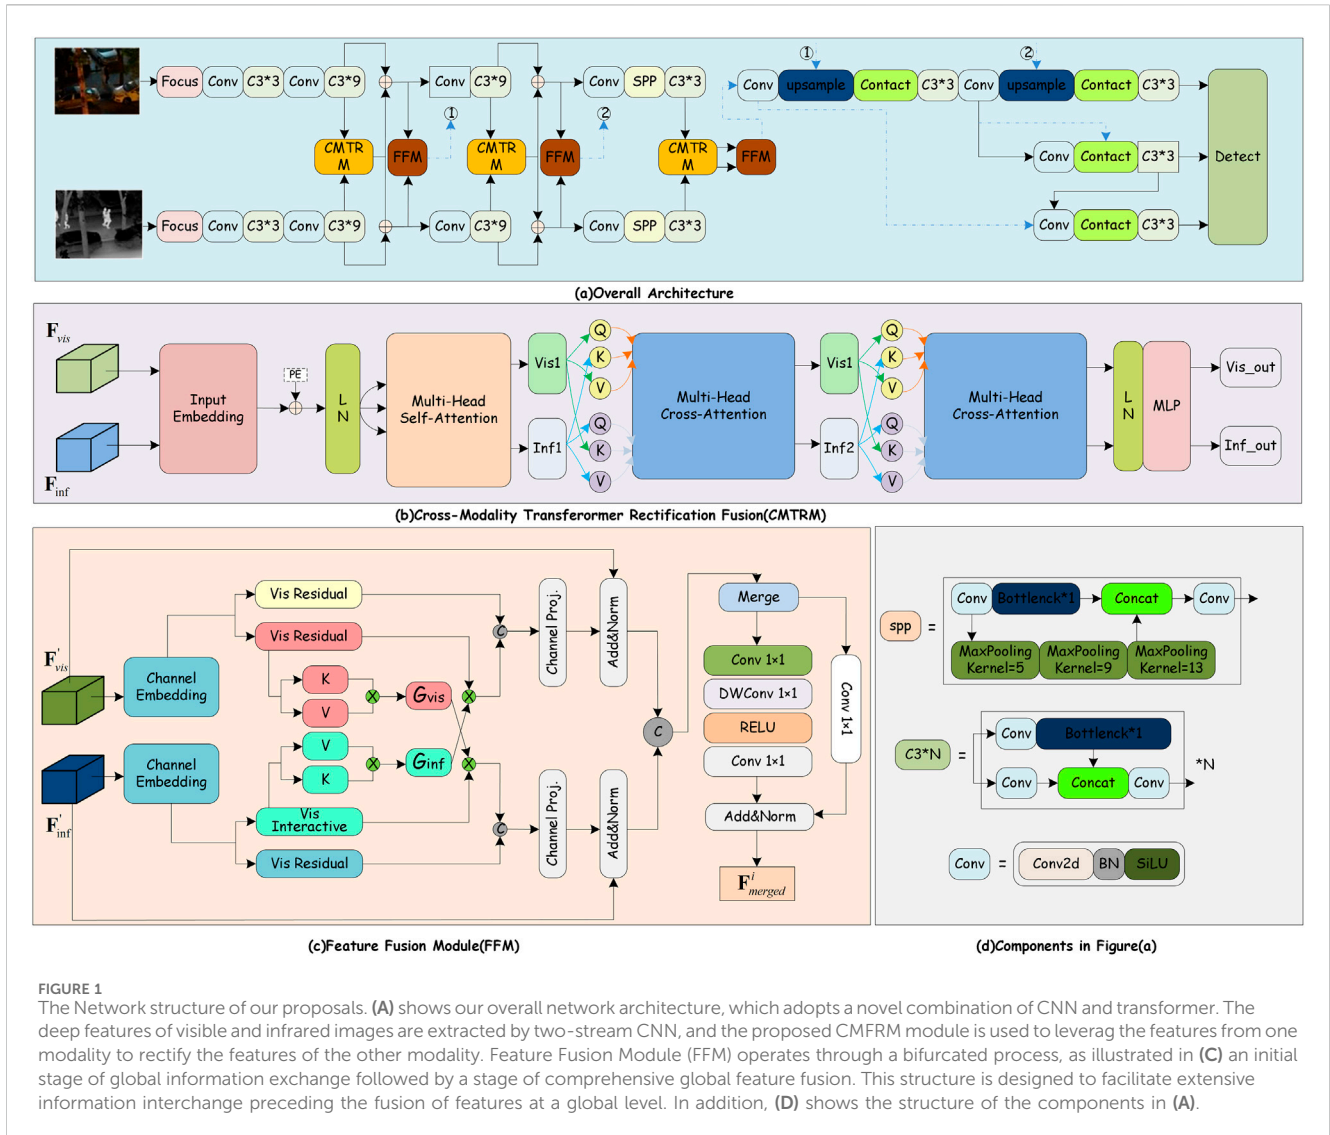 Focus Conv C3*3 Conv C3*9 Conv C3*9 Conv SPP C3*3
① ②
Conv upsample Contact C3*3 Conv upsample Contact C3*3
① ②
CMTR
M
FFM
CMTR
M
FFM
CMTR
M
FFM
Conv Contact C3*3
Detect
Focus Conv C3*3 Conv C3*9 Conv C3*9 Conv SPP C3*3
Conv Contact C3*3
(a)Overall Architecture
F vis
F inf
Input
Embedding
PE
L
N
Multi-Head
Self-Attention
Vis1
Inf1
Q
K
V
Q
K
V
Multi-Head
Cross-Attention
Vis1
Inf2
Q
K
V
Q
K
V
Multi-Head
Cross-Attention
L
N
MLP
Vis_out
Inf_out
(b)Cross-Modality Transferormer Rectification Fusion(CMTRM)
F' vis
F' inf
Channel
Embedding
Channel
Embedding
Vis Residual
Vis Residual
K
V
V
K
X
X
Gvis
Ginf
X
X
Vis
Interactive
Vis Residual
C
C
Channel Proj.
Add&Norm
Channel Proj.
Add&Norm
C
Merge
Conv 1×1
DWConv 1×1
RELU
Conv 1×1
Conv 1×1
Add&Norm
F i merged
(c)Feature Fusion Module(FFM)
spp =
Conv Bottlenck*1 Concat Conv
MaxPooling
Kernel=5
MaxPooling
Kernel=9
MaxPooling
Kernel=13
C3*N =
Conv Bottlenck*1
Conv Concat Conv
*N
Conv = Conv2d BN SiLU
(d)Components in Figure(a)
FIGURE 1
The Network structure of our proposals. (A) shows our overall network architecture, which adopts a novel combination of CNN and transformer. The
deep features of visible and infrared images are extracted by two-stream CNN, and the proposed CMFRM module is used to leverag the features from one
modality to rectify the features of the other modality. Feature Fusion Module (FFM) operates through a bifurcated process, as illustrated in (C) an initial
stage of global information exchange followed by a stage of comprehensive global feature fusion. This structure is designed to facilitate extensive
information interchange preceding the fusion of features at a global level. In addition, (D) shows the structure of the components in (A).